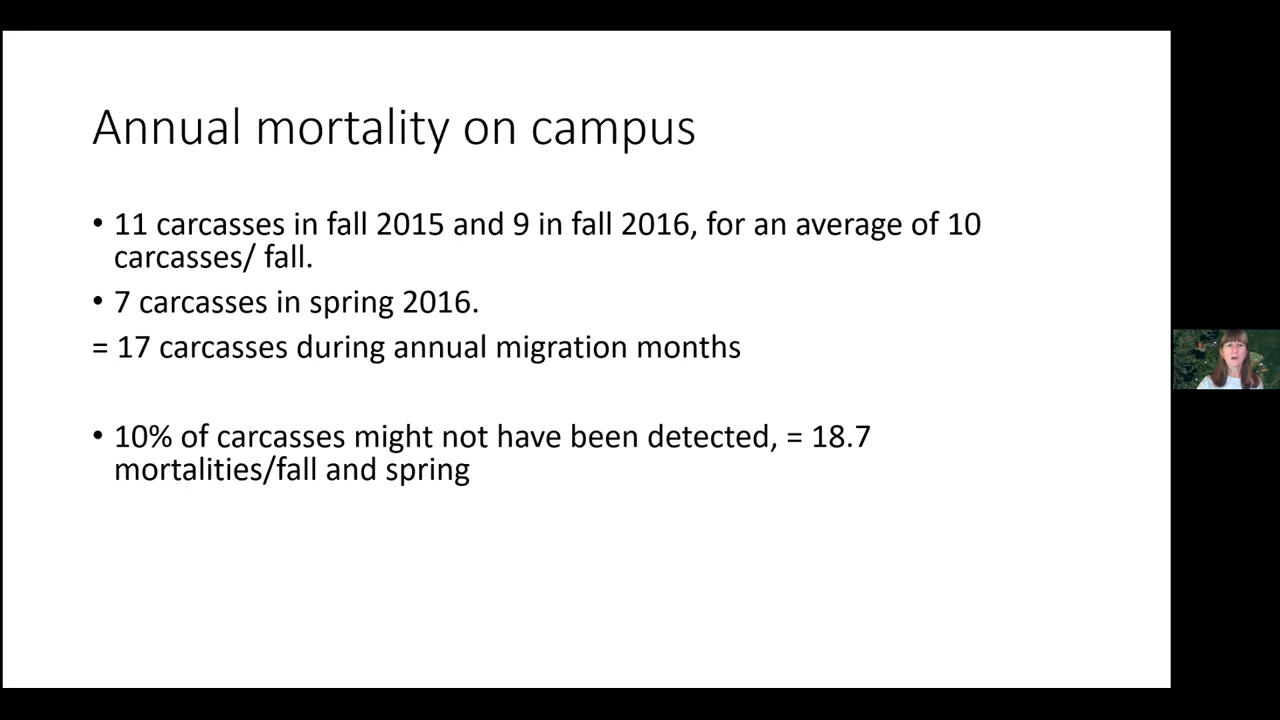 Annual mortality on campus
• 11 carcasses in fall 2015 and 9 in fall 2016, for an average of 10
carcasses/ fall.
• 7 carcasses in spring 2016.
= 17 carcasses during annual migration months
• 10% of carcasses might not have been detected, = 18.7
mortalities/fall and spring